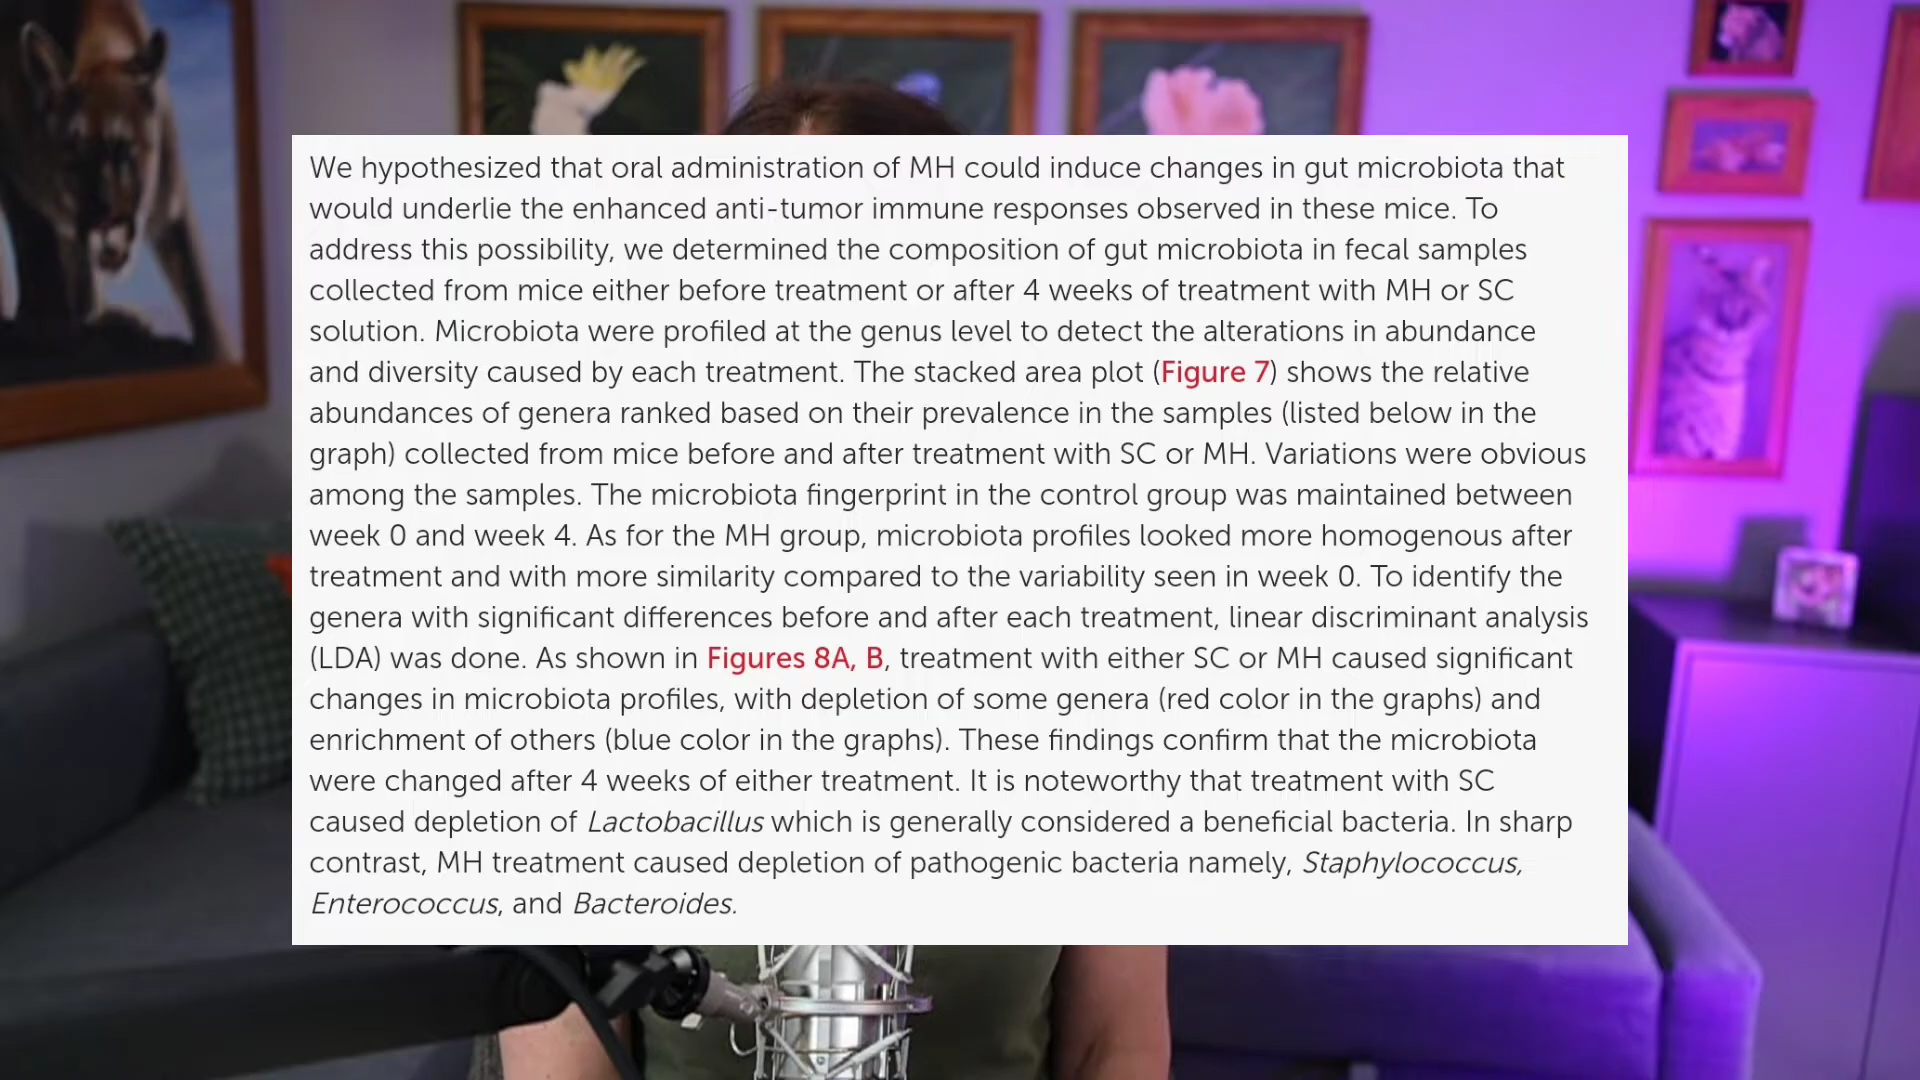 We hypothesized that oral administration of MH could induce changes in gut microbiota that
would underlie the enhanced anti-tumor immune responses observed in these mice. To
address this possibility, we determined the composition of gut microbiota in fecal samples
collected from mice either before treatment or after 4 weeks of treatment with MH or SC
solution. Microbiota were profiled at the genus level to detect the alterations in abundance
and diversity caused by each treatment. The stacked area plot (Figure 7) shows the relative
abundances of genera ranked based on their prevalence in the samples (listed below in the
graph) collected from mice before and after treatment with SC or MH. Variations were obvious
among the samples. The microbiota fingerprint in the control group was maintained between
week 0 and week 4. As for the MH group, microbiota profiles looked more homogenous after
treatment and with more similarity compared to the variability seen in week 0. To identify the
genera with significant differences before and after each treatment, linear discriminant analysis
(LDA) was done. As shown in Figures 8A, B, treatment with either SC or MH caused significant
changes in microbiota profiles, with depletion of some genera (red color in the graphs) and
enrichment of others (blue color in the graphs). These findings confirm that the microbiota
were changed after 4 weeks of either treatment. It is noteworthy that treatment with SC
caused depletion of Lactobacillus which is generally considered a beneficial bacteria. In sharp
contrast, MH treatment caused depletion of pathogenic bacteria namely, Staphylococcus,
Enterococcus, and Bacteroides.